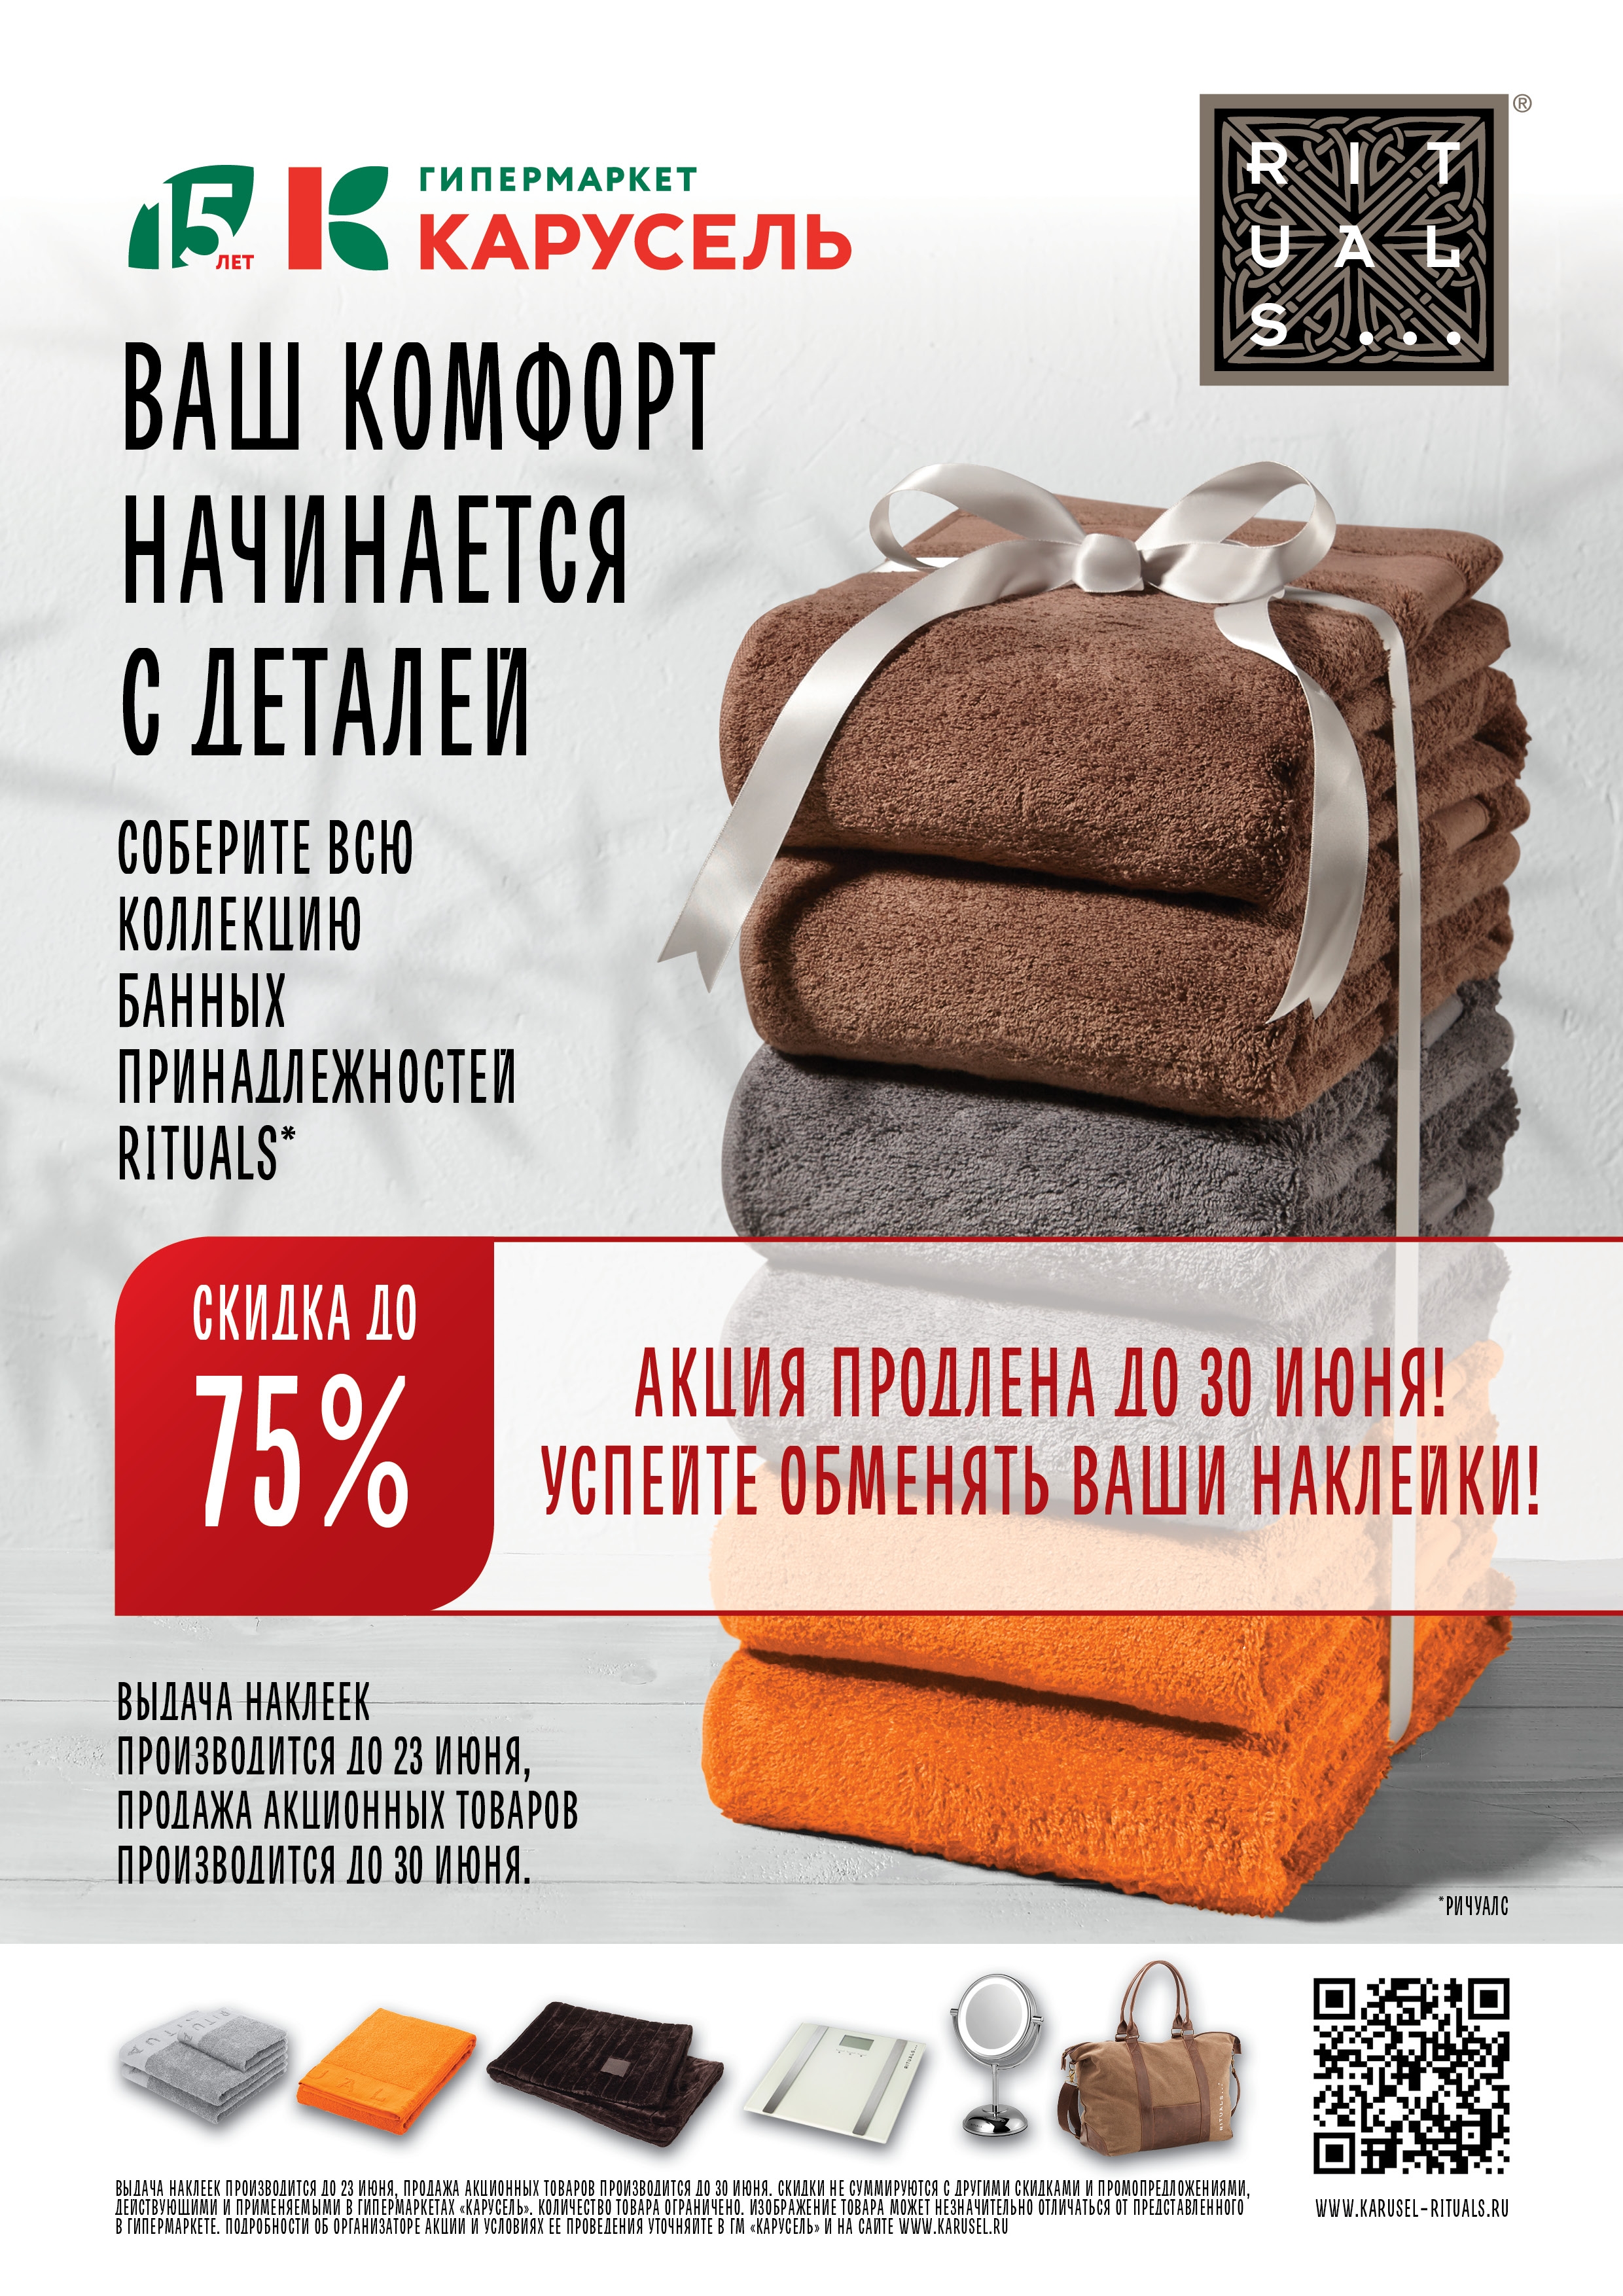 15 ЛЕТ
ГИПЕРМАРКЕТ
КАРУСЕЛЬ
R I T
U A L
S ...
®
ВАШ КОМФОРТ
НАЧИНАЕТСЯ
С ДЕТАЛЕЙ
СОБЕРИТЕ ВСЮ
КОЛЛЕКЦИЮ
БАННЫХ
ПРИНАДЛЕЖНОСТЕЙ
RITUALS*
СКИДКА ДО
75%
АКЦИЯ ПРОДЛЕНА ДО 30 ИЮНЯ!
УСПЕЙТЕ ОБМЕНЯТЬ ВАШИ НАКЛЕЙКИ!
ВЫДАЧА НАКЛЕЕК
ПРОИЗВОДИТСЯ ДО 23 ИЮНЯ,
ПРОДАЖА АКЦИОННЫХ ТОВАРОВ
ПРОИЗВОДИТСЯ ДО 30 ИЮНЯ.
*РИЧУАЛС
RITUALS...
RITUALS...
ВЫДАЧА НАКЛЕЕК ПРОИЗВОДИТСЯ ДО 23 ИЮНЯ, ПРОДАЖА АКЦИОННЫХ ТОВАРОВ ПРОИЗВОДИТСЯ ДО 30 ИЮНЯ. СКИДКИ НЕ СУММИРУЮТСЯ С ДРУГИМИ СКИДКАМИ И ПРОМОПРЕДЛОЖЕНИЯМИ,
ДЕЙСТВУЮЩИМИ И ПРИМЕНЯЕМЫМИ В ГИПЕРМАРКЕТАХ «КАРУСЕЛЬ». КОЛИЧЕСТВО ТОВАРА ОГРАНИЧЕНО. ИЗОБРАЖЕНИЕ ТОВАРА МОЖЕТ НЕЗНАЧИТЕЛЬНО ОТЛИЧАТЬСЯ ОТ ПРЕДСТАВЛЕННОГО
В ГИПЕРМАРКЕТЕ. ПОДРОБНОСТИ ОБ ОРГАНИЗАТОРЕ АКЦИИ И УСЛОВИЯХ ЕЕ ПРОВЕДЕНИЯ УТОЧНЯЙТЕ В ГМ «КАРУСЕЛЬ» И НА САЙТЕ WWW.KARUSEL.RU
WWW.KARUSEL-RITUALS.RU